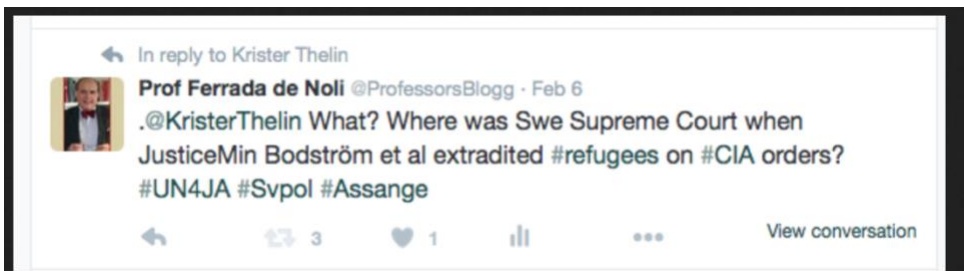 In reply to Krister Thelin
Prof Ferrada de Noli @ProfessorsBlogg · Feb 6
.@KristerThelin What? Where was Swe Supreme Court when
JusticeMin Bodström et al extradited #refugees on #CIA orders?
#UN4JA #Svpol #Assange
3 1 View conversation